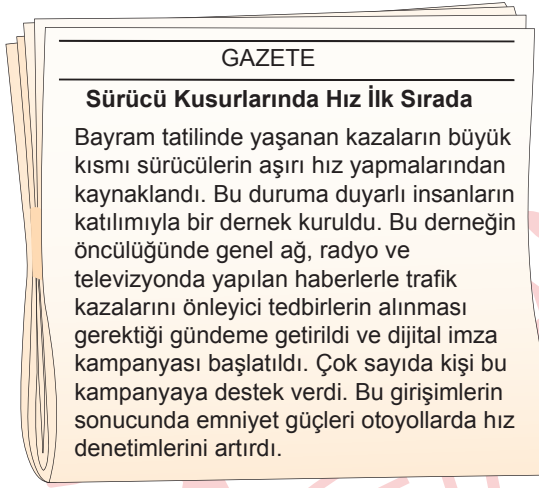 GAZETE
Sürücü Kusurlarında Hız İlk Sırada
Bayram tatilinde yaşanan kazaların büyük
kısmı sürücülerin aşırı hız yapmalarından
kaynaklandı. Bu duruma duyarlı insanların
katılımıyla bir dernek kuruldu. Bu derneğin
öncülüğünde genel ağ, radyo ve
televizyonda yapılan haberlerle trafik
kazalarını önleyici tedbirlerin alınması
gerektiği gündeme getirildi ve dijital imza
kampanyası başlatıldı. Çok sayıda kişi bu
kampanyaya destek verdi. Bu girişimlerin
sonucunda emniyet güçleri otoyollarda hız
denetimlerini artırdı.